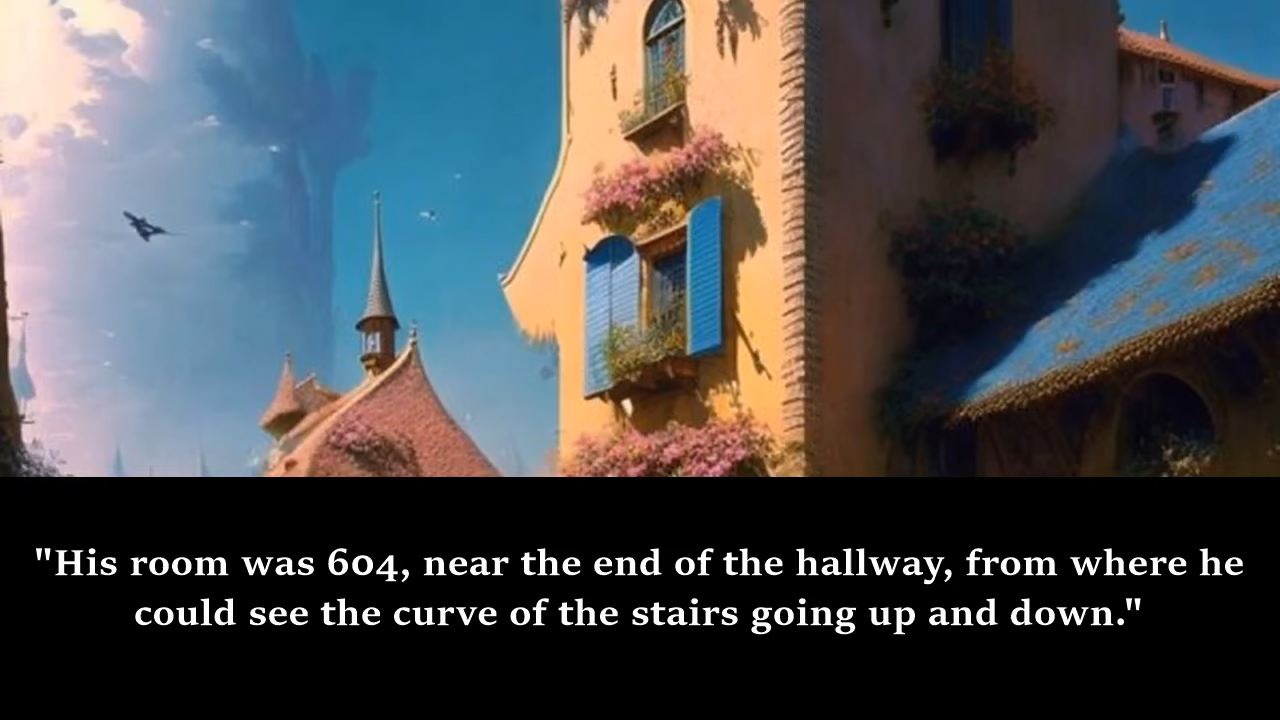 "His room was 604, near the end of the hallway, from where he
could see the curve of the stairs going up and down."